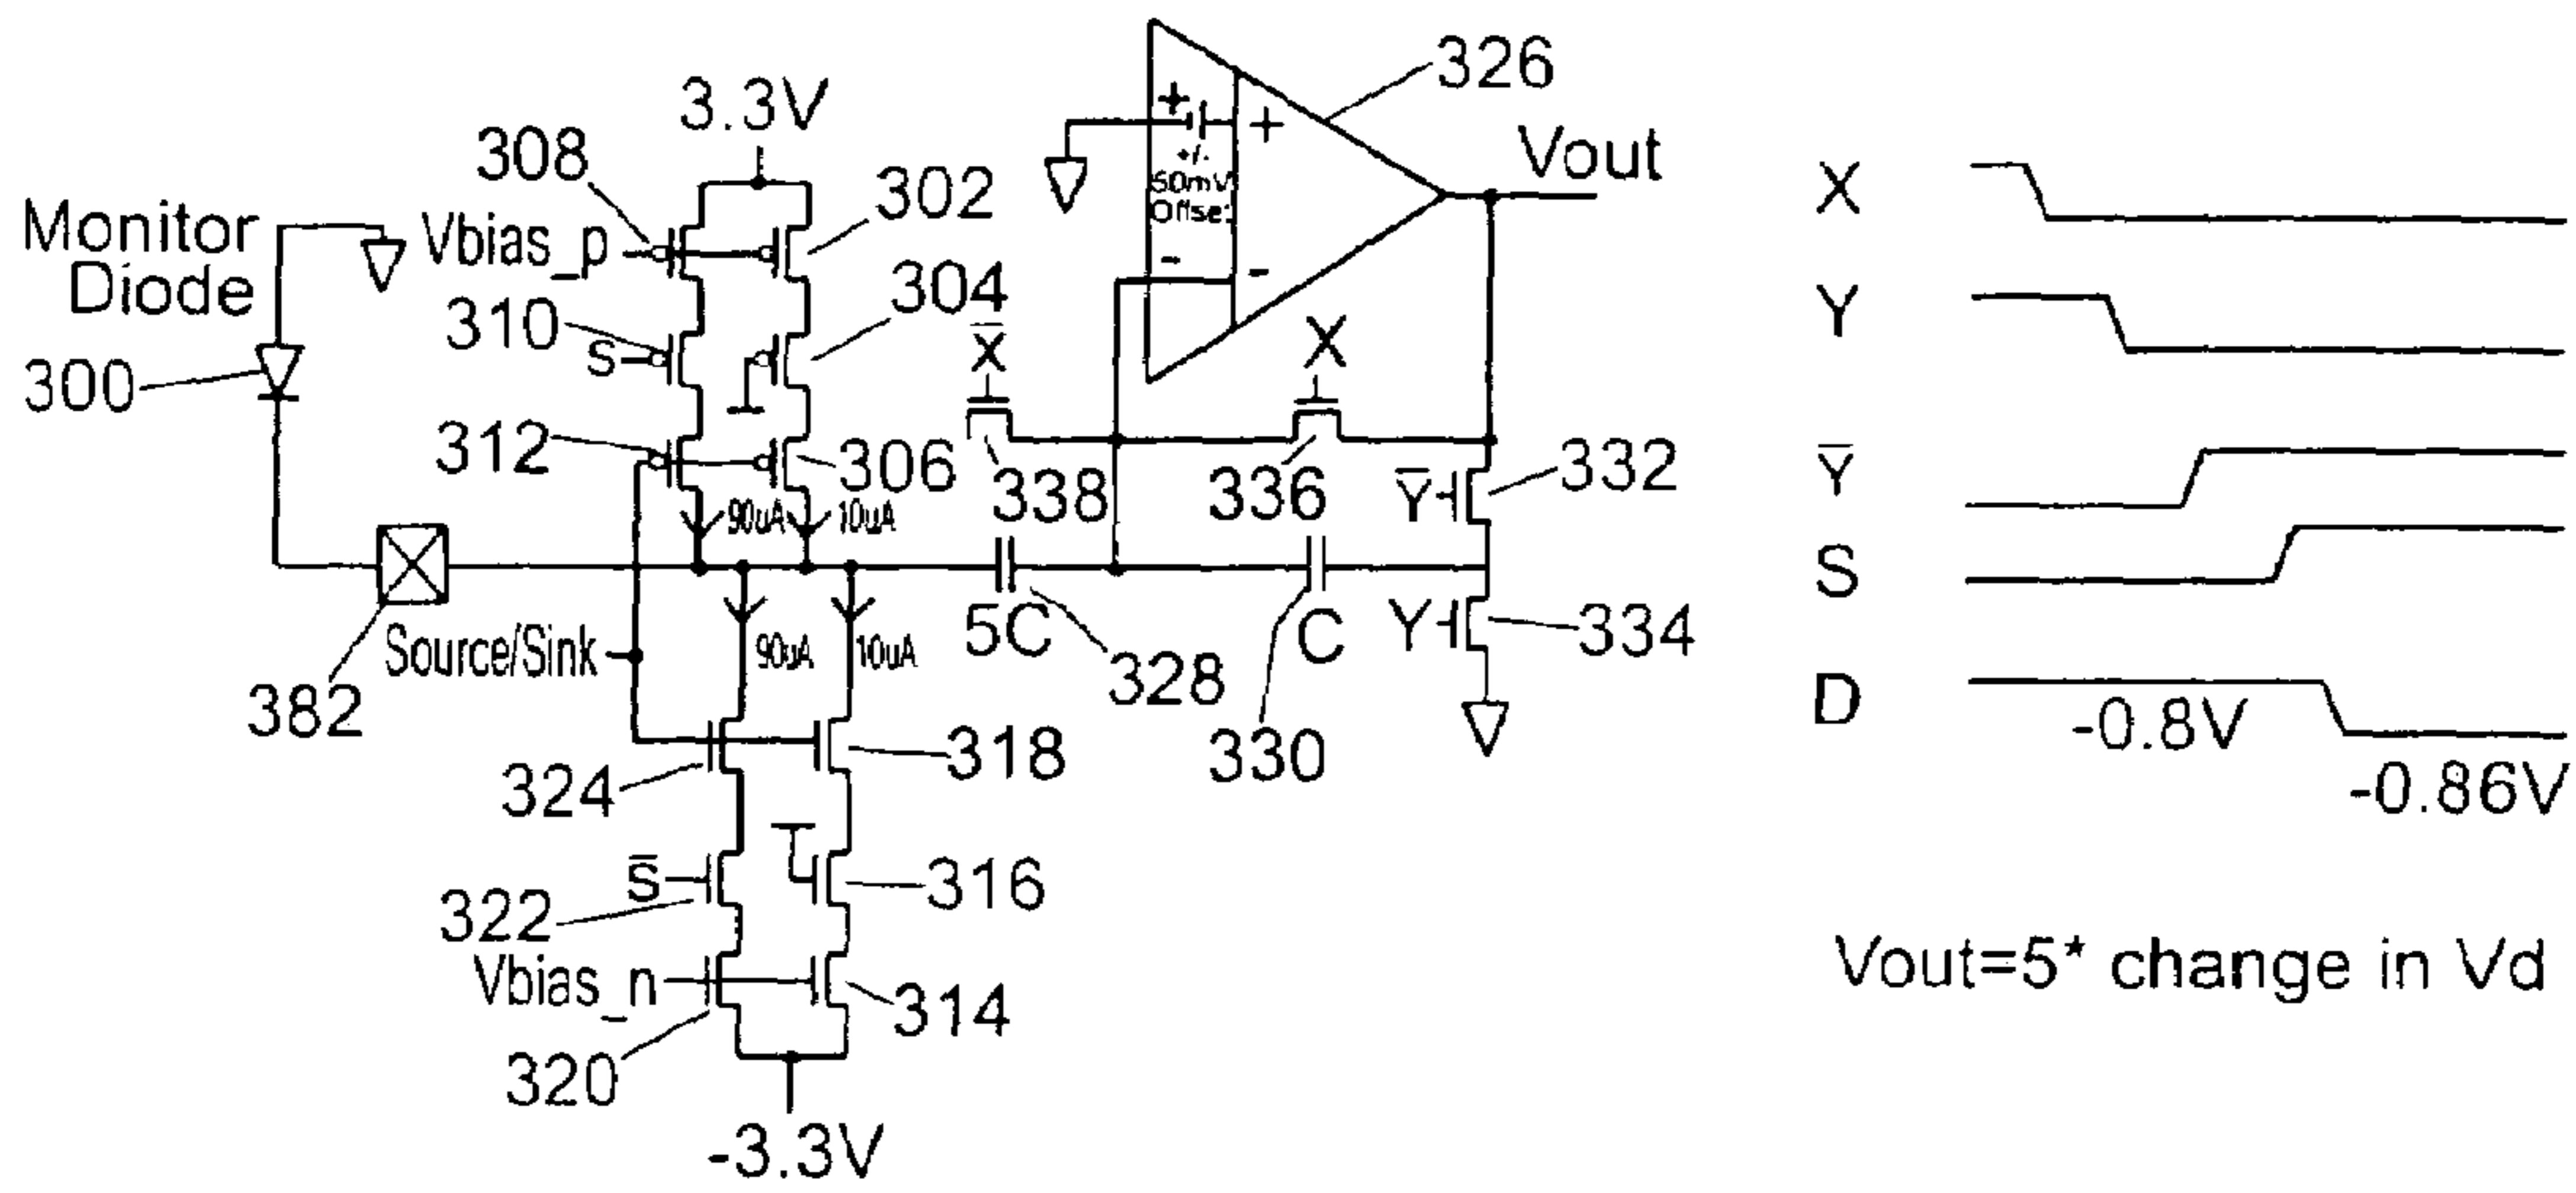 Monitor
Diode
300
308
3.3V
302
Vbias_p
310
304
S
312
306
90uA
10uA
382
Source/Sink
90uA
10uA
324
318
S̅
322
316
Vbias_n
314
320
-3.3V
326
+
+/-
50mV
Offset
-
+
-
Vout
X̅
X
338
336
Y̅
332
5C
328
C
330
Y
334
X
Y
Y̅
S
D
-0.8V
-0.86V
Vout=5* change in Vd